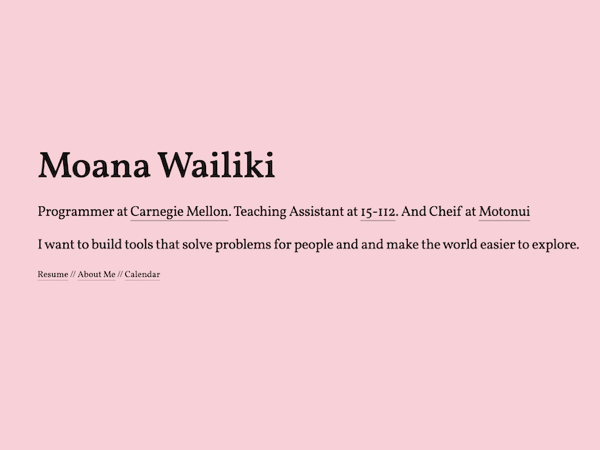 Moana Wailiki
Programmer at Carnegie Mellon. Teaching Assistant at 15-112. And Cheif at Motonui
I want to build tools that solve problems for people and and make the world easier to explore.
Resume // About Me // Calendar